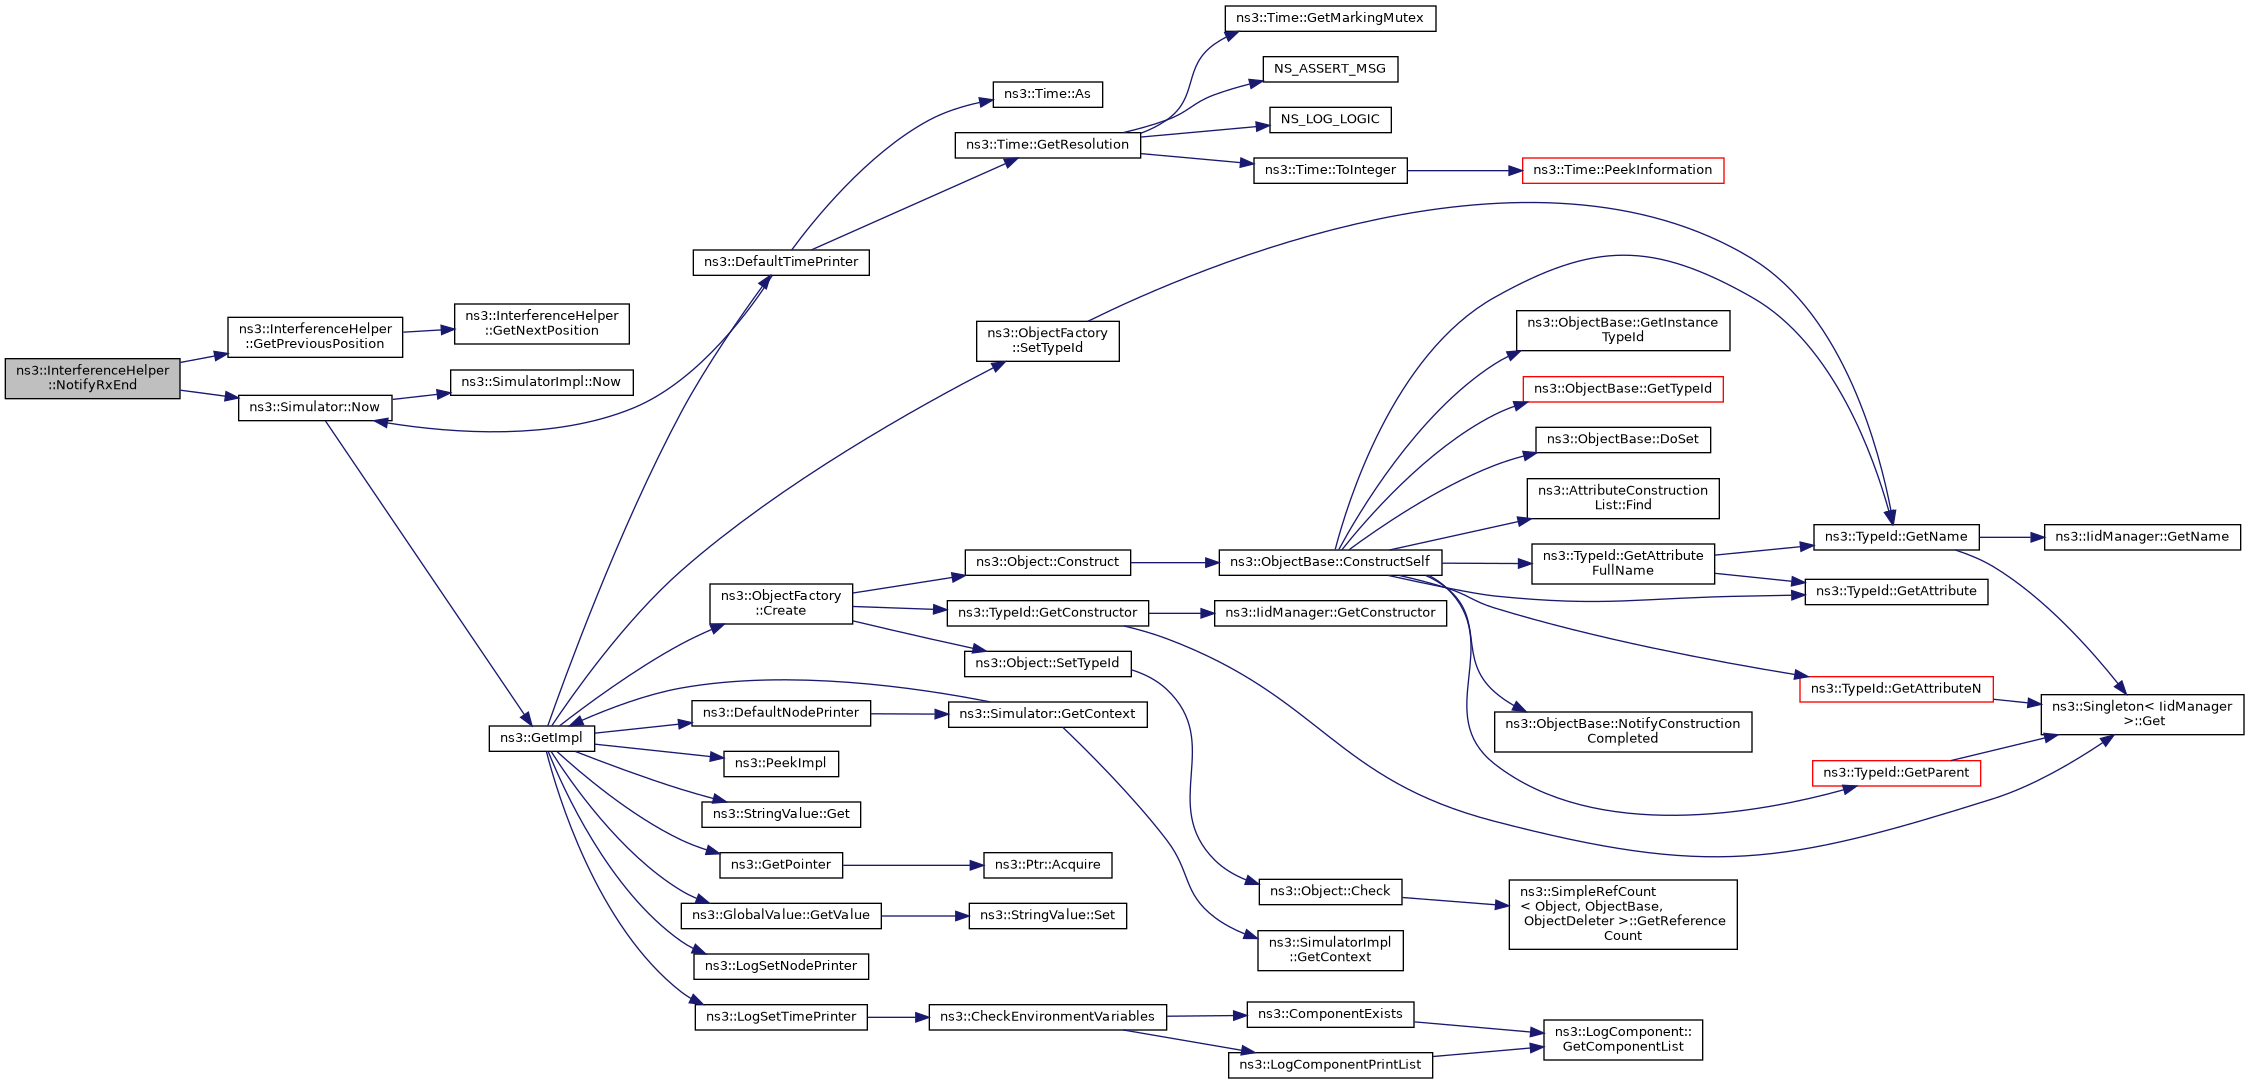 ns3::InterferenceHelper
::NotifyRxEnd
ns3::InterferenceHelper
::GetPreviousPosition
ns3::InterferenceHelper
::GetNextPosition
ns3::Simulator::Now
ns3::SimulatorImpl::Now
ns3::GetImpl
ns3::DefaultTimePrinter
ns3::Time::As
ns3::Time::GetResolution
ns3::Time::GetMarkingMutex
NS_ASSERT_MSG
NS_LOG_LOGIC
ns3::Time::ToInteger
ns3::Time::PeekInformation
ns3::ObjectFactory
::SetTypeId
ns3::ObjectFactory
::Create
ns3::Object::Construct
ns3::TypeId::GetConstructor
ns3::Object::SetTypeId
ns3::ObjectBase::ConstructSelf
ns3::IidManager::GetConstructor
ns3::ObjectBase::GetInstance
TypeId
ns3::ObjectBase::GetTypeId
ns3::ObjectBase::DoSet
ns3::AttributeConstruction
List::Find
ns3::TypeId::GetAttribute
FullName
ns3::TypeId::GetName
ns3::IidManager::GetName
ns3::TypeId::GetAttribute
ns3::TypeId::GetAttributeN
ns3::Singleton< IidManager
>::Get
ns3::ObjectBase::NotifyConstruction
Completed
ns3::TypeId::GetParent
ns3::DefaultNodePrinter
ns3::Simulator::GetContext
ns3::PeekImpl
ns3::StringValue::Get
ns3::GetPointer
ns3::Ptr::Acquire
ns3::GlobalValue::GetValue
ns3::StringValue::Set
ns3::LogSetNodePrinter
ns3::LogSetTimePrinter
ns3::CheckEnvironmentVariables
ns3::Object::Check
ns3::SimpleRefCount
< Object, ObjectBase,
ObjectDeleter >::GetReference
Count
ns3::SimulatorImpl
::GetContext
ns3::ComponentExists
ns3::LogComponentPrintList
ns3::LogComponent::
GetComponentList